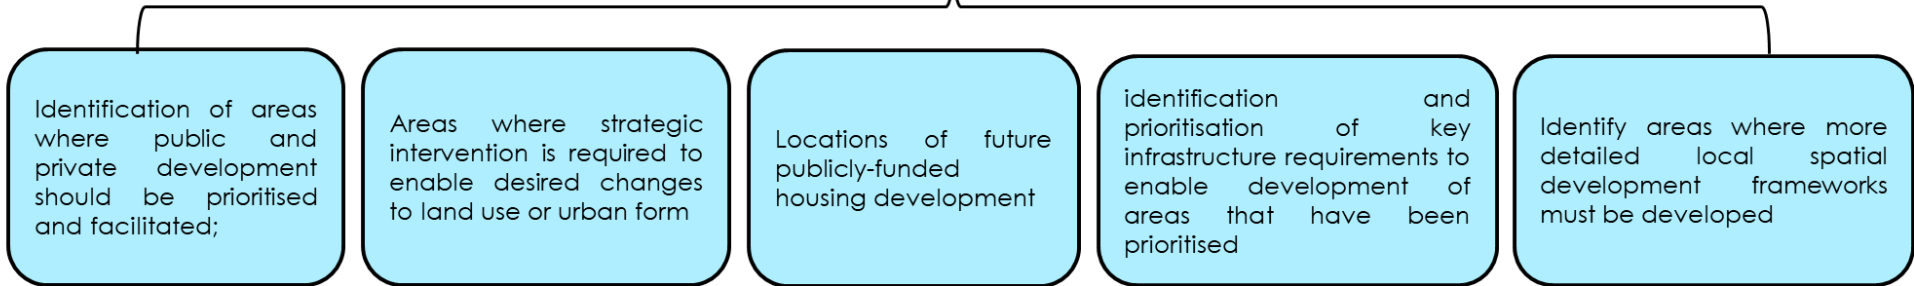 Identification of areas
where public and
private development
should be prioritised
and facilitated;
Areas where strategic
intervention is required to
enable desired changes
to land use or urban form
Locations of future
publicly-funded
housing development
identification and
prioritisation of key
infrastructure requirements to
enable development of
areas that have been
prioritised
Identify areas where more
detailed local spatial
development frameworks
must be developed